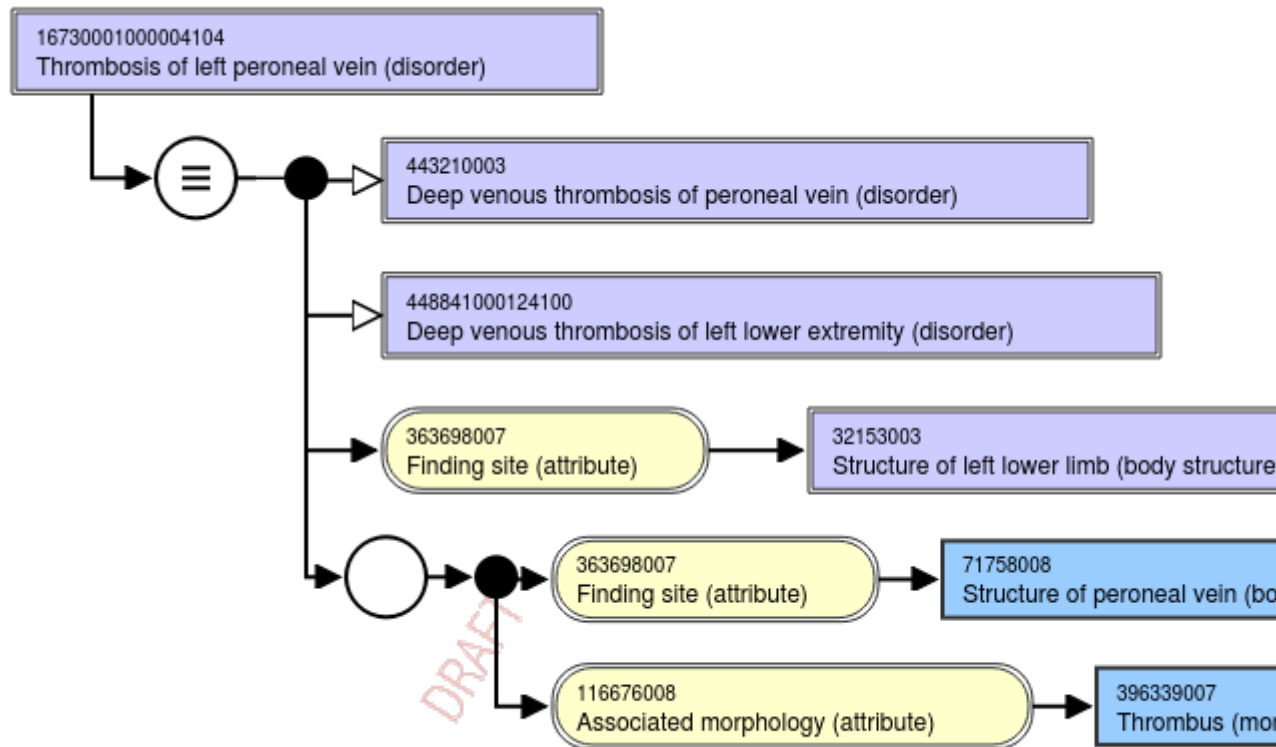 16730001000004104
Thrombosis of left peroneal vein (disorder)
443210003
Deep venous thrombosis of peroneal vein (disorder)
448841000124100
Deep venous thrombosis of left lower extremity (disorder)
363698007
Finding site (attribute)
32153003
Structure of left lower limb (body structure
363698007
Finding site (attribute)
71758008
Structure of peroneal vein (bo
DRAFT
116676008
Associated morphology (attribute)
396339007
Thrombus (mor